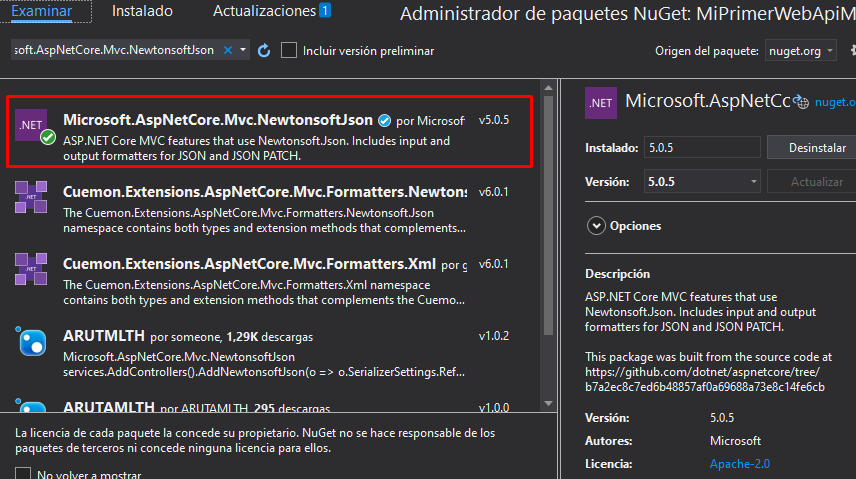 Examinar
Instalado
Actualizaciones 1
Administrador de paquetes NuGet: MiPrimerWebApiM
soft.AspNetCore.Mvc.NewtonsoftJson
Incluir versión preliminar
Origen del paquete: nuget.org
.NET
Microsoft.AspNetCore.Mvc.NewtonsoftJson por Microsof v5.0.5
ASP.NET Core MVC features that use Newtonsoft.Json. Includes input and
output formatters for JSON and JSON PATCH.
.NET
Cuemon.Extensions.AspNetCore.Mvc.Formatters.Newtons v6.0.1
The Cuemon.Extensions.AspNetCore.Mvc.Formatters.Newtonsoft.Json
namespace contains both types and extension methods that complements...
.NET
Cuemon.Extensions.AspNetCore.Mvc.Formatters.Xml por g v6.0.1
The Cuemon.Extensions.AspNetCore.Mvc.Formatters.Xml namespace
contains both types and extension methods that complements the Cuemo...
ARUTMLTH por someone, 1,29K descargas v1.0.2
Microsoft.AspNetCore.Mvc.NewtonsoftJson
services.AddControllers().AddNewtonsoftJson(o => o.SerializerSettings.Ref...
ARUTAMLTH por ARUTAMLTH, 295 descargas v1.0.0
La licencia de cada paquete la concede su propietario. NuGet no se hace responsable de los
paquetes de terceros ni concede ninguna licencia para ellos.
No volver a mostrar
.NET
Microsoft.AspNetCo
nuget.o
Instalado: 5.0.5 Desinstalar
Versión: 5.0.5 Actualizar
Opciones
Descripción
ASP.NET Core MVC features that use
Newtonsoft.Json. Includes input and output
formatters for JSON and JSON PATCH.
This package was built from the source code at
https://github.com/dotnet/aspnetcore/tree/
b7a2ec8c7ed6b48857af0a69688a73e8c14fe6cb
Versión: 5.0.5
Autores: Microsoft
Licencia: Apache-2.0